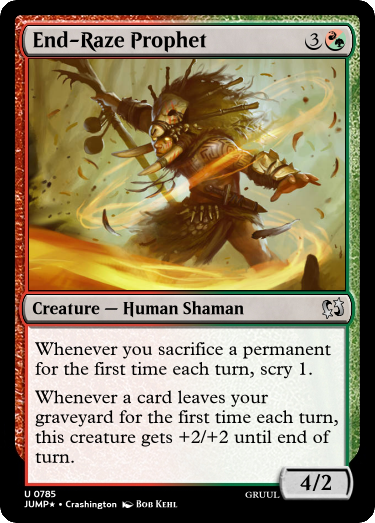 End-Raze Prophet 3
Creature — Human Shaman
Whenever you sacrifice a permanent
for the first time each turn, scry 1.
Whenever a card leaves your
graveyard for the first time each turn,
this creature gets +2/+2 until end of
turn.
4/2
U 0785
GRUUL
JUMP★ • Crashington Bob Kehl